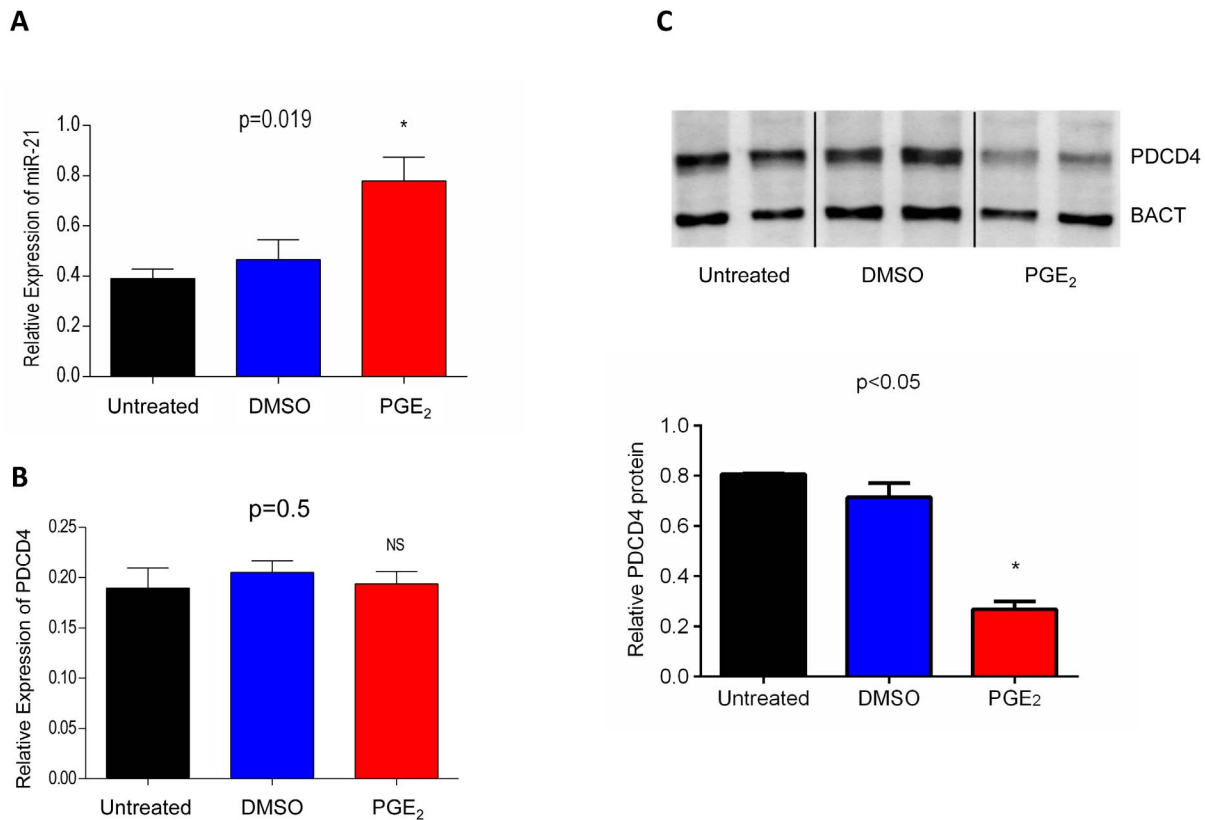 A
p=0.019
*
Relative Expression of miR-21
1.0
0.8
0.6
0.4
0.2
0.0
Untreated DMSO PGE₂
B
p=0.5
NS
Relative Expression of PDCD4
0.25
0.20
0.15
0.10
0.05
0.00
Untreated DMSO PGE₂
C
PDCD4
BACT
Untreated DMSO PGE₂
p<0.05
*
Relative PDCD4 protein
1.0
0.8
0.6
0.4
0.2
0.0
Untreated DMSO PGE2